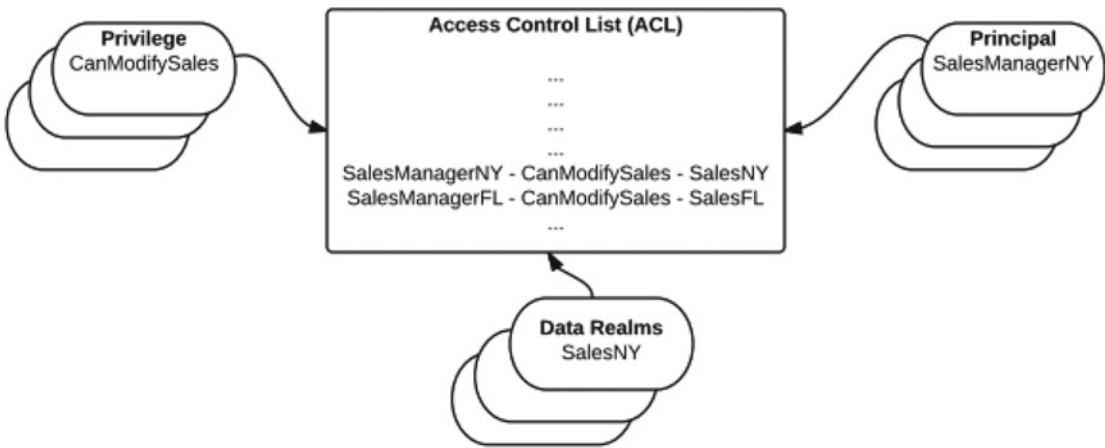 Privilege
CanModifySales
Access Control List (ACL)
...
...
...
...
SalesManagerNY - CanModifySales - SalesNY
SalesManagerFL - CanModifySales - SalesFL
...
Principal
SalesManagerNY
Data Realms
SalesNY